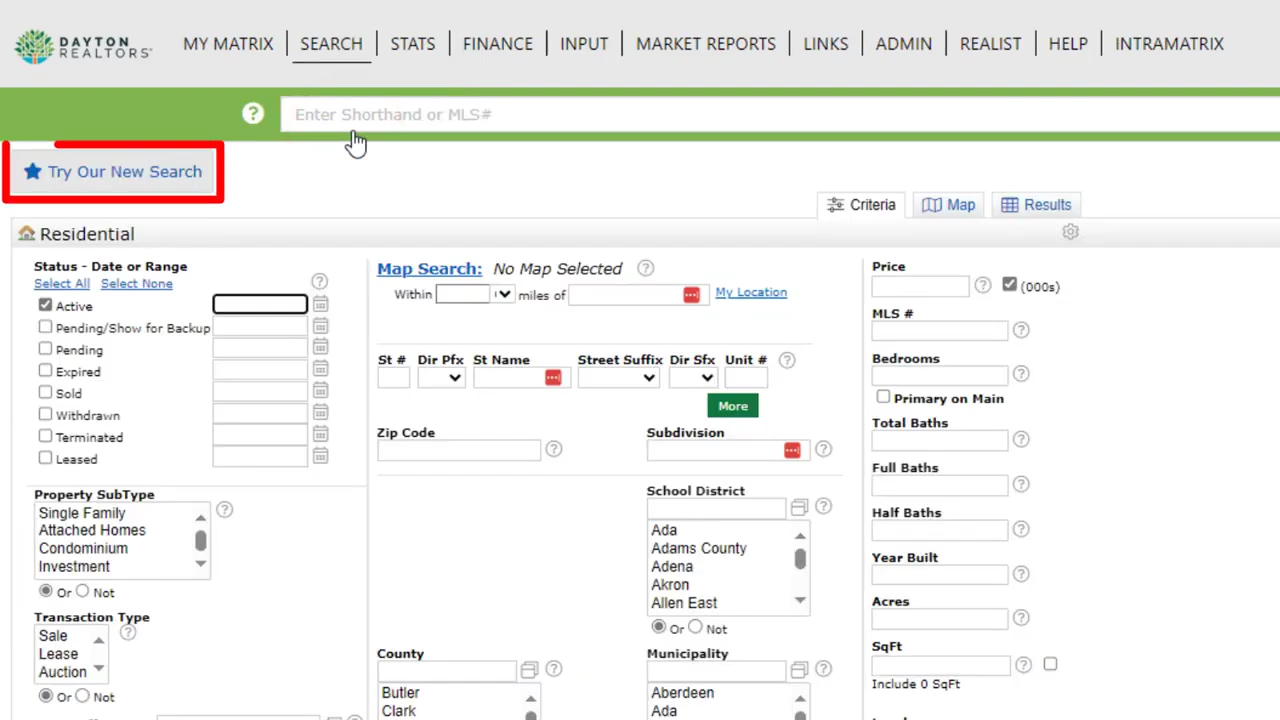 DAYTON
REALTORS
MY MATRIX
SEARCH
STATS
FINANCE
INPUT
MARKET REPORTS
LINKS
ADMIN
REALIST
HELP
INTRAMATRIX
?
Enter Shorthand or MLS#
Try Our New Search
Criteria
Map
Results
Residential
Status - Date or Range
Select All Select None
Active
Pending/Show for Backup
Pending
Expired
Sold
Withdrawn
Terminated
Leased
Property SubType
Single Family
Attached Homes
Condominium
Investment
Or Not
Transaction Type
Sale
Lease
Auction
Or Not
Map Search: No Map Selected
Within miles of My Location
St # Dir Pfx St Name Street Suffix Dir Sfx Unit #
More
Zip Code
Subdivision
School District
Ada
Adams County
Adena
Akron
Allen East
Or Not
County
Butler
Clark
Municipality
Aberdeen
Ada
Price
(000s)
MLS #
Bedrooms
Primary on Main
Total Baths
Full Baths
Half Baths
Year Built
Acres
SqFt
Include 0 SqFt